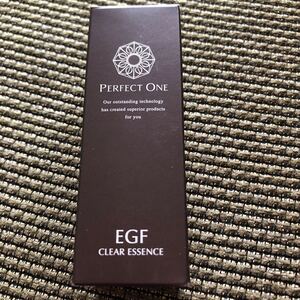 PERFECT ONE
Our outstanding technology
has created superior products
for you
EGF
CLEAR ESSENCE